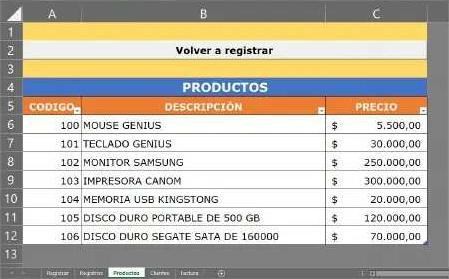 A B C
1
2 Volver a registrar
3
4 PRODUCTOS
5 CODIGO DESCRIPCIÓN PRECIO
6 100 MOUSE GENIUS $ 5.500,00
7 101 TECLADO GENIUS $ 30.000,00
8 102 MONITOR SAMSUNG $ 250.000,00
9 103 IMPRESORA CANOM $ 300.000,00
10 104 MEMORIA USB KINGSTONG $ 20.000,00
11 105 DISCO DURO PORTABLE DE 500 GB $ 120.000,00
12 106 DISCO DURO SEGATE SATA DE 160000 $ 70.000,00
13
Registrar Registros Productos Clientes Factura